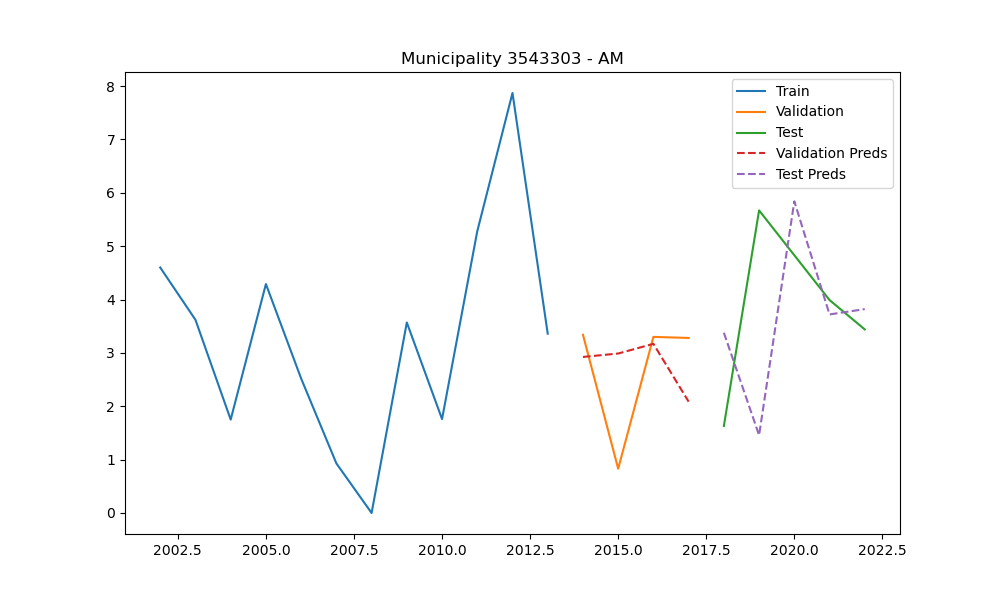 Municipality 3543303 - AM
8
7
6
5
4
3
2
1
0
Train
Validation
Test
Validation Preds
Test Preds
2002.5 2005.0 2007.5 2010.0 2012.5 2015.0 2017.5 2020.0 2022.5